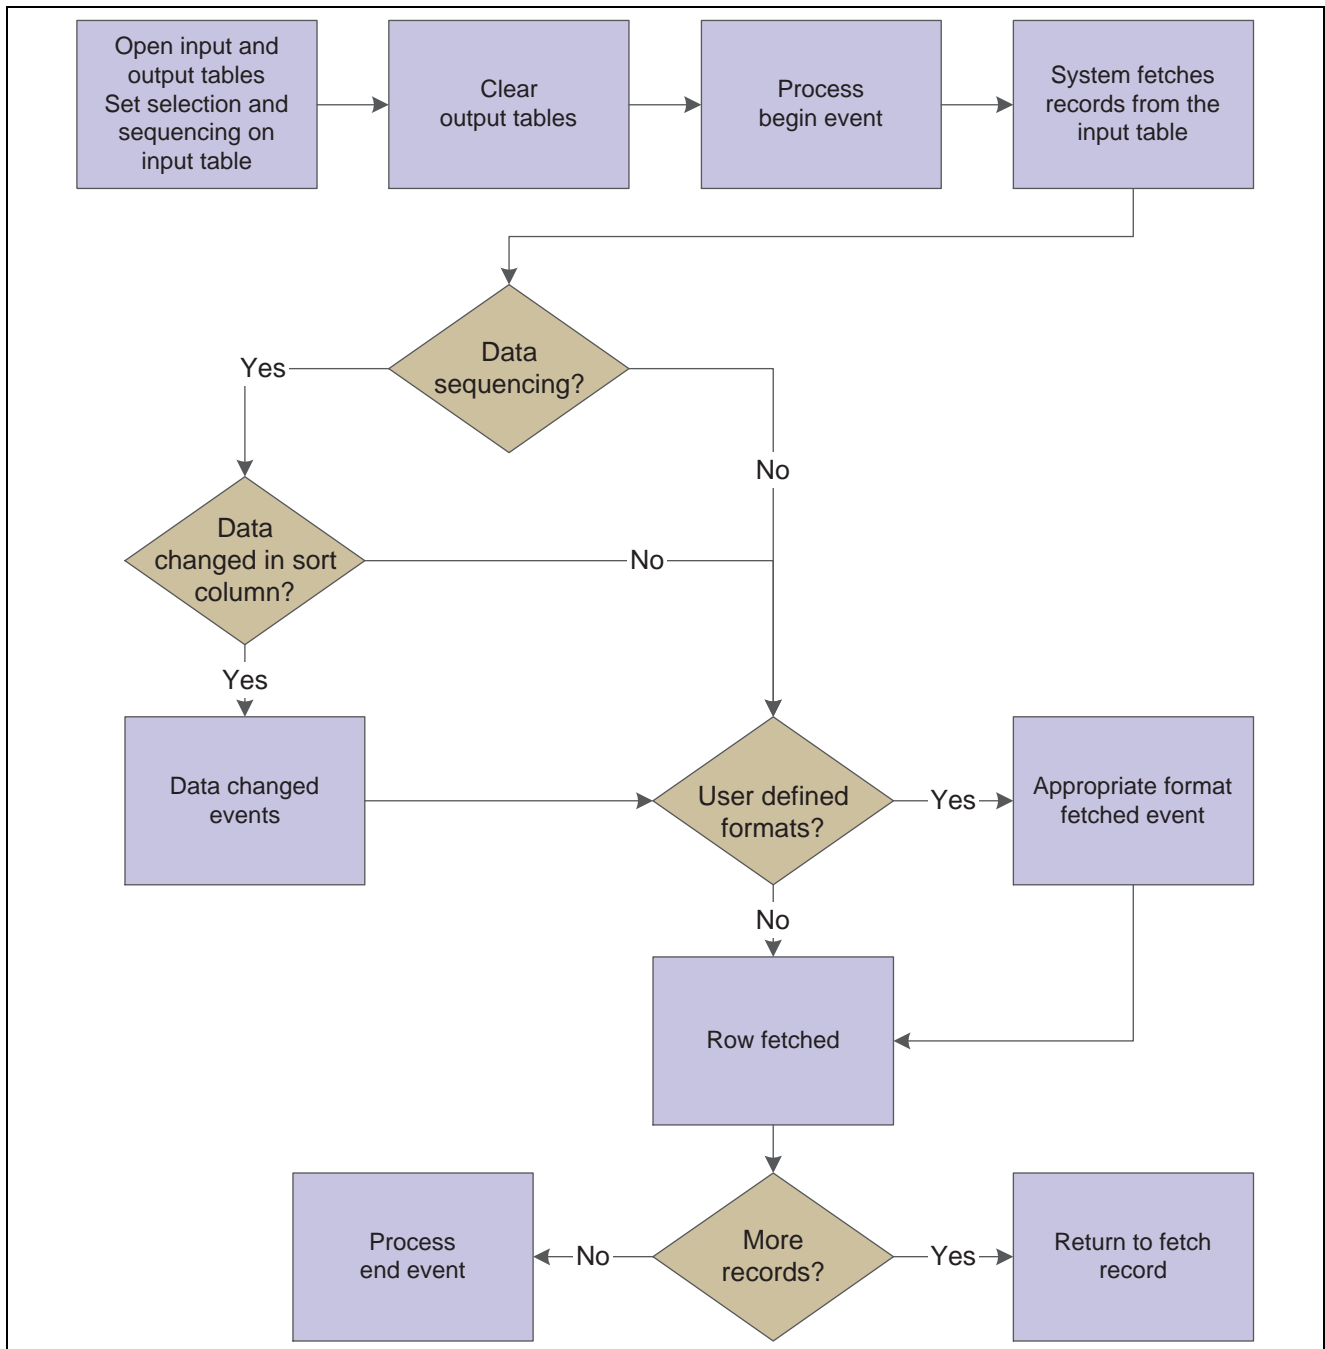 Open input and
output tables
Set selection and
sequencing on
input table
Clear
output tables
Process
begin event
System fetches
records from the
input table
Data
sequencing?
Yes
No
Data
changed in sort
column?
No
Yes
Data changed
events
User defined
formats?
Yes
Appropriate format
fetched event
No
Row fetched
Process
end event
No
More
records?
Yes
Return to fetch
record